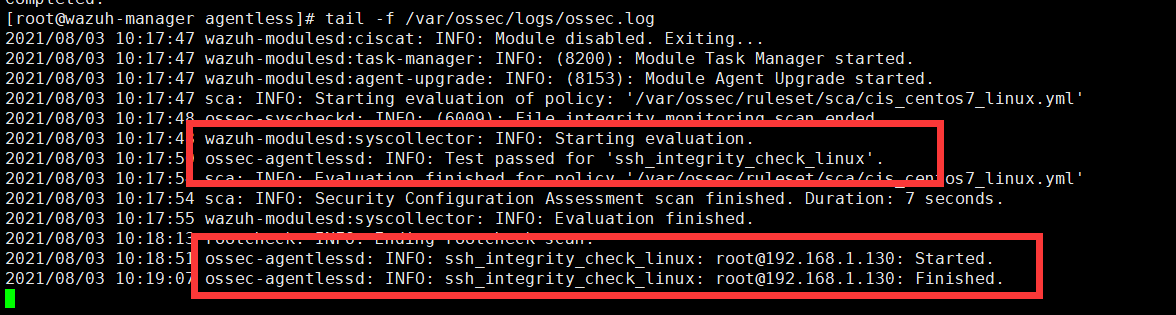 Completed.
[root@wazuh-manager agentless]# tail -f /var/ossec/logs/ossec.log
2021/08/03 10:17:47 wazuh-modulesd:ciscat: INFO: Module disabled. Exiting...
2021/08/03 10:17:47 wazuh-modulesd:task-manager: INFO: (8200): Module Task Manager started.
2021/08/03 10:17:47 wazuh-modulesd:agent-upgrade: INFO: (8153): Module Agent Upgrade started.
2021/08/03 10:17:47 sca: INFO: Starting evaluation of policy: '/var/ossec/ruleset/sca/cis_centos7_linux.yml'
2021/08/03 10:17:48 ossec-syscheckd: INFO: (6009): File integrity monitoring scan ended.
2021/08/03 10:17:48 wazuh-modulesd:syscollector: INFO: Starting evaluation.
2021/08/03 ossec-agentlessd: INFO: Test passed for 'ssh_integrity_check_linux'.
2021/08/03 sca: INFO: Evaluation finished for policy '/var/ossec/ruleset/sca/cis_centos7_linux.yml'
2021/08/03 10:17:54 sca: INFO: Security Configuration Assessment scan finished. Duration: 7 seconds.
2021/08/03 10:17:55 wazuh-modulesd:syscollector: INFO: Evaluation finished.
2021/08/03 10:18:13 rootcheck: INFO: Ending rootcheck scan.
2021/08/03 10:18:51 ossec-agentlessd: INFO: ssh_integrity_check_linux: root@192.168.1.130: Started.
2021/08/03 10:19:07 ossec-agentlessd: INFO: ssh_integrity_check_linux: root@192.168.1.130: Finished.